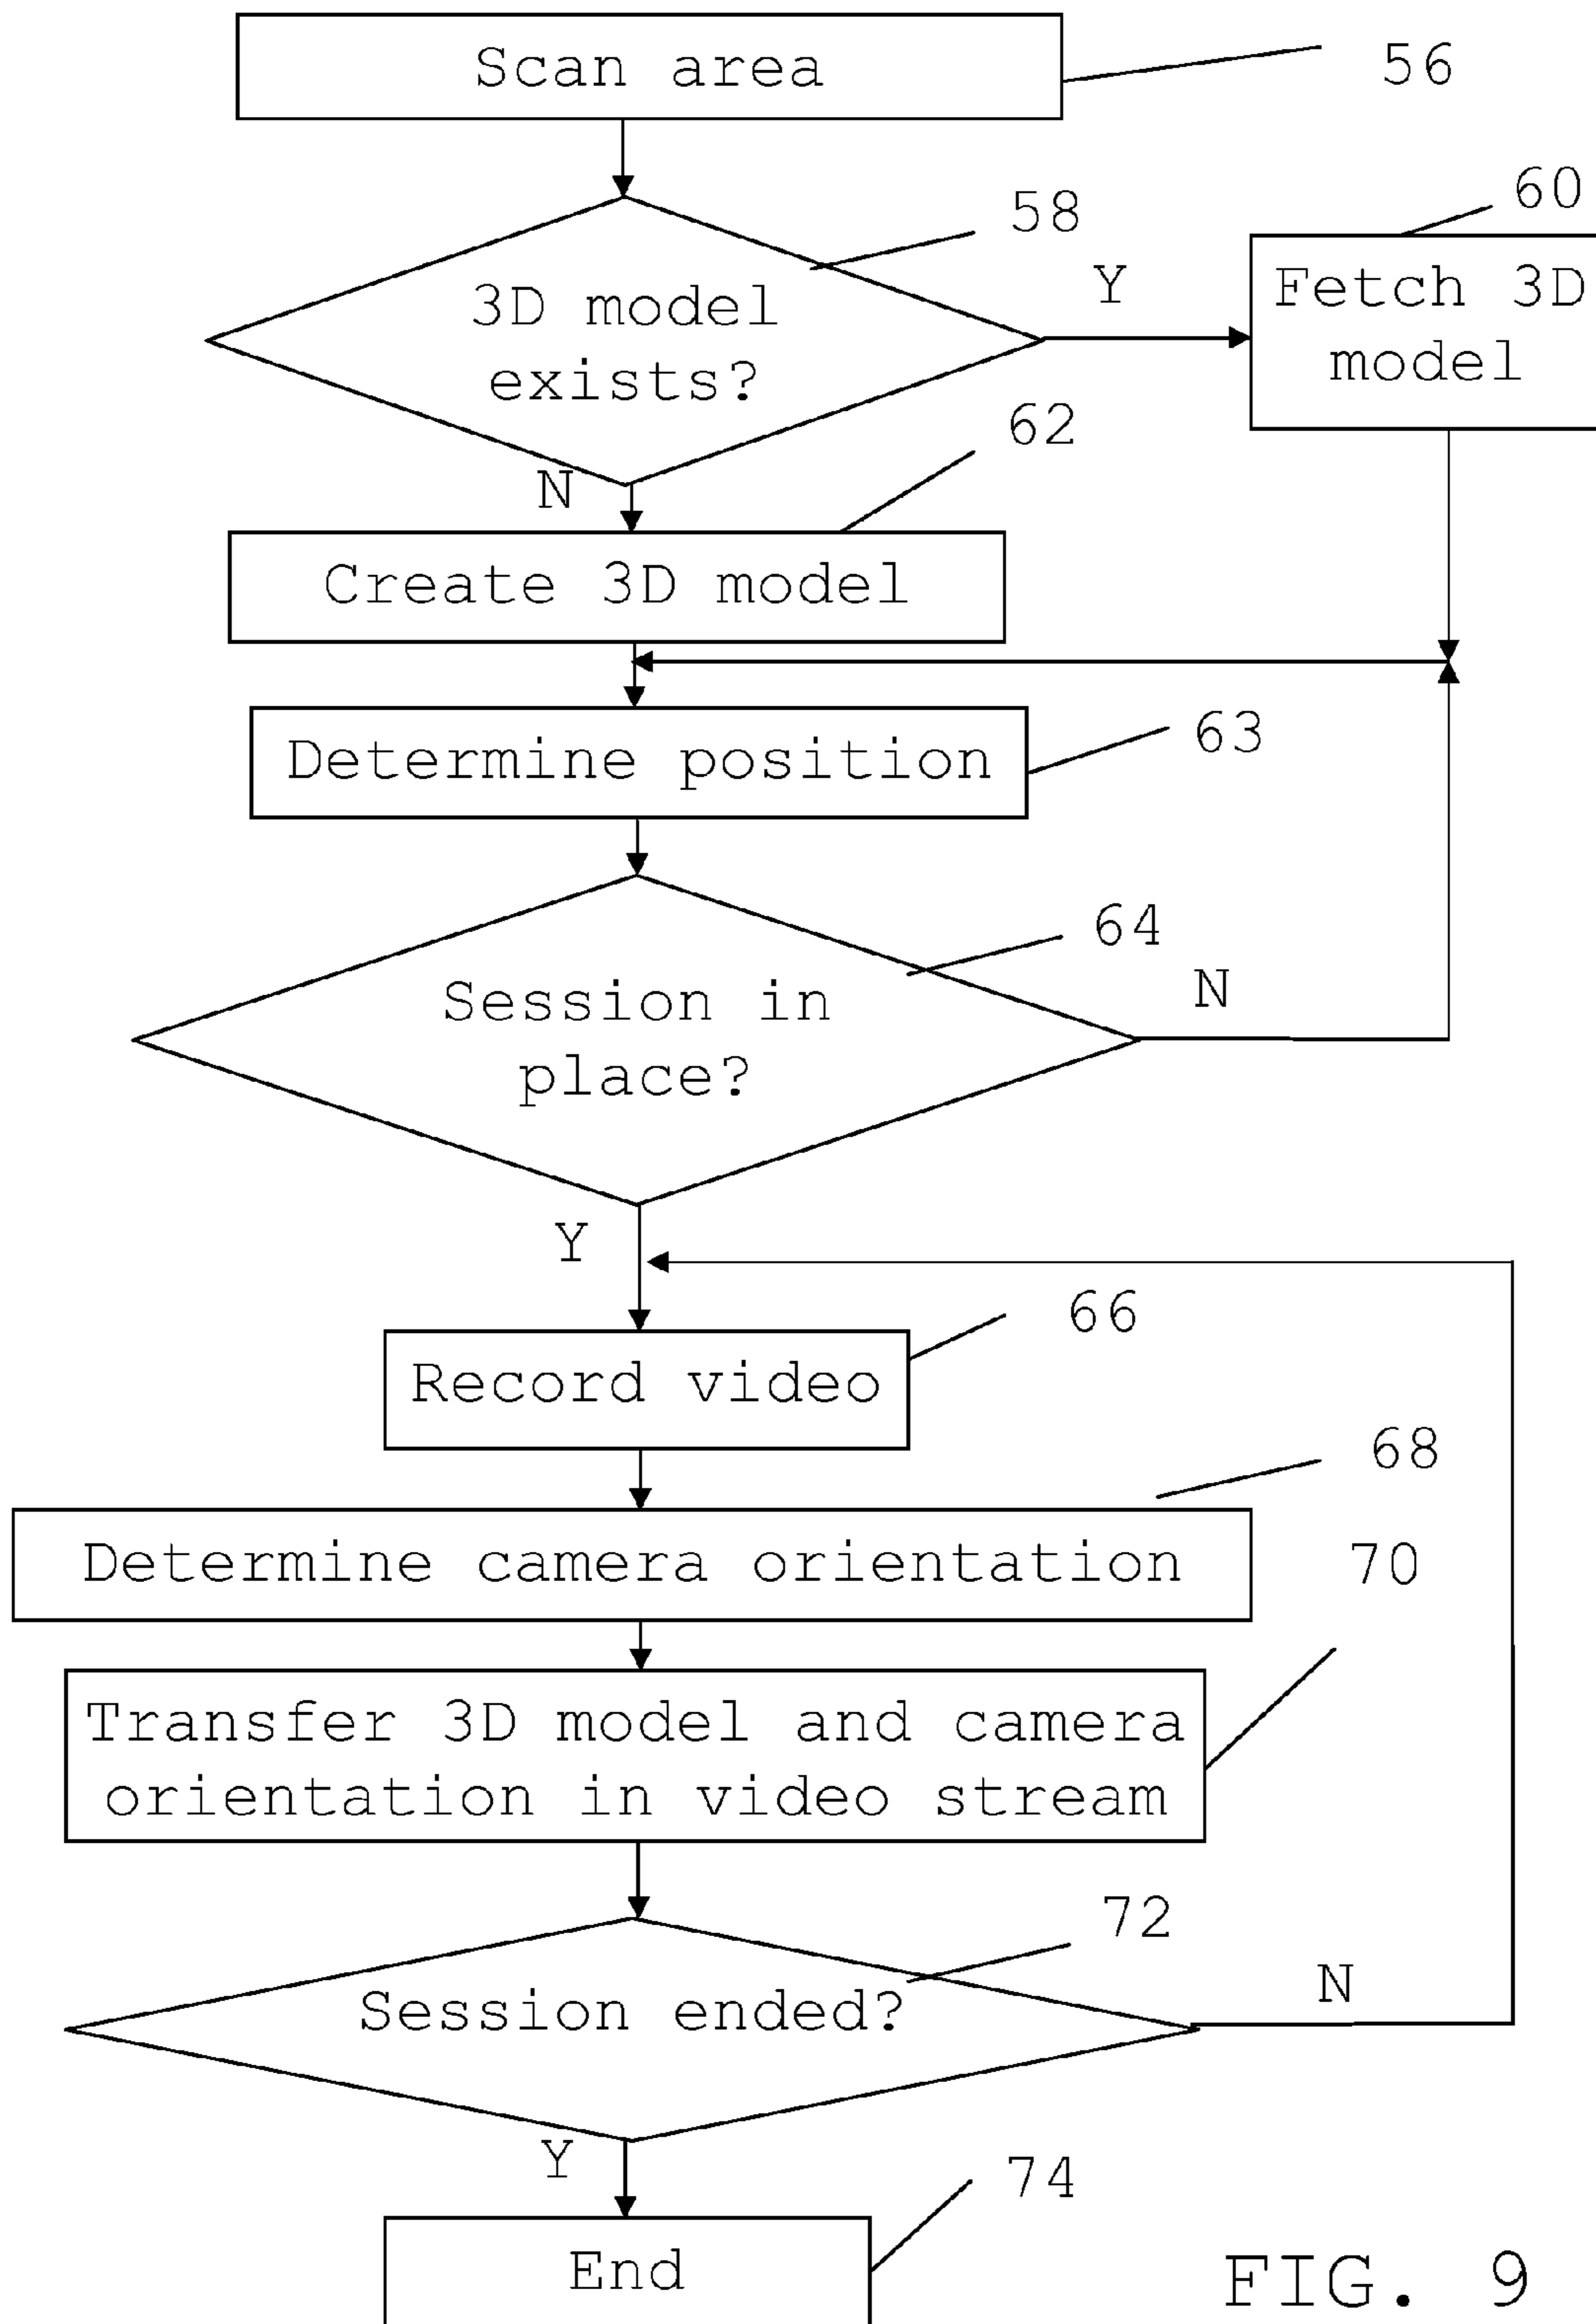 Scan area
56
58
60
3D model
exists?
Y
Fetch 3D
model
62
N
Create 3D model
63
Determine position
64
Session in
place?
N
Y
66
Record video
68
Determine camera orientation
70
Transfer 3D model and camera
orientation in video stream
72
Session ended?
N
Y
74
End
FIG. 9